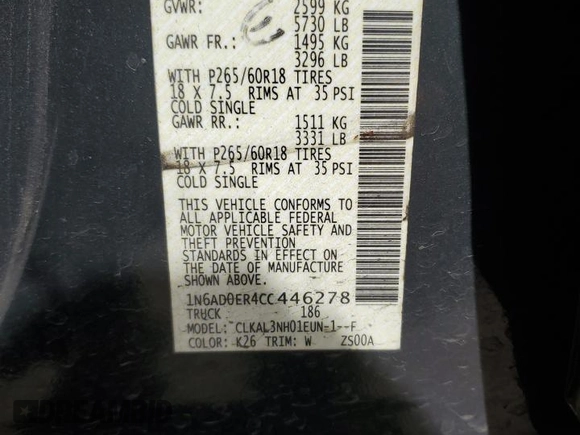 GVWR: 2599 KG
5730 LB
GAWR FR.: 1495 KG
3296 LB
WITH P265/60R18 TIRES
18 X 7.5 RIMS AT 35 PSI
COLD SINGLE
GAWR RR.: 1511 KG
3331 LB
WITH P265/60R18 TIRES
18 X 7.5 RIMS AT 35 PSI
COLD SINGLE
THIS VEHICLE CONFORMS TO
ALL APPLICABLE FEDERAL
MOTOR VEHICLE SAFETY AND
THEFT PREVENTION
STANDARDS IN EFFECT ON
THE DATE OF MANUFACTURE
SHOWN ABOVE.
1N6AD0ER4CC446278
TRUCK 186
MODEL: CLKAL3NH01EUN-1--F
COLOR: K26 TRIM: W ZS00A
DREAMBID